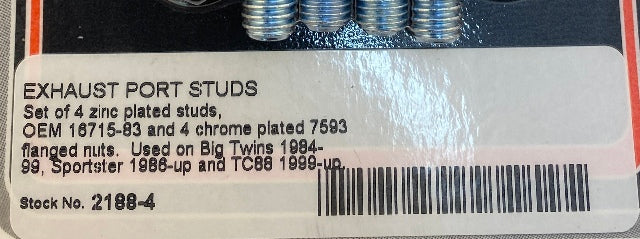 EXHAUST PORT STUDS
Set of 4 zinc plated studs,
OEM 16715-83 and 4 chrome plated 7593
flanged nuts. Used on Big Twins 1984-
99, Sportster 1986-up and TC88 1999-up.
Stock No. 2188-4